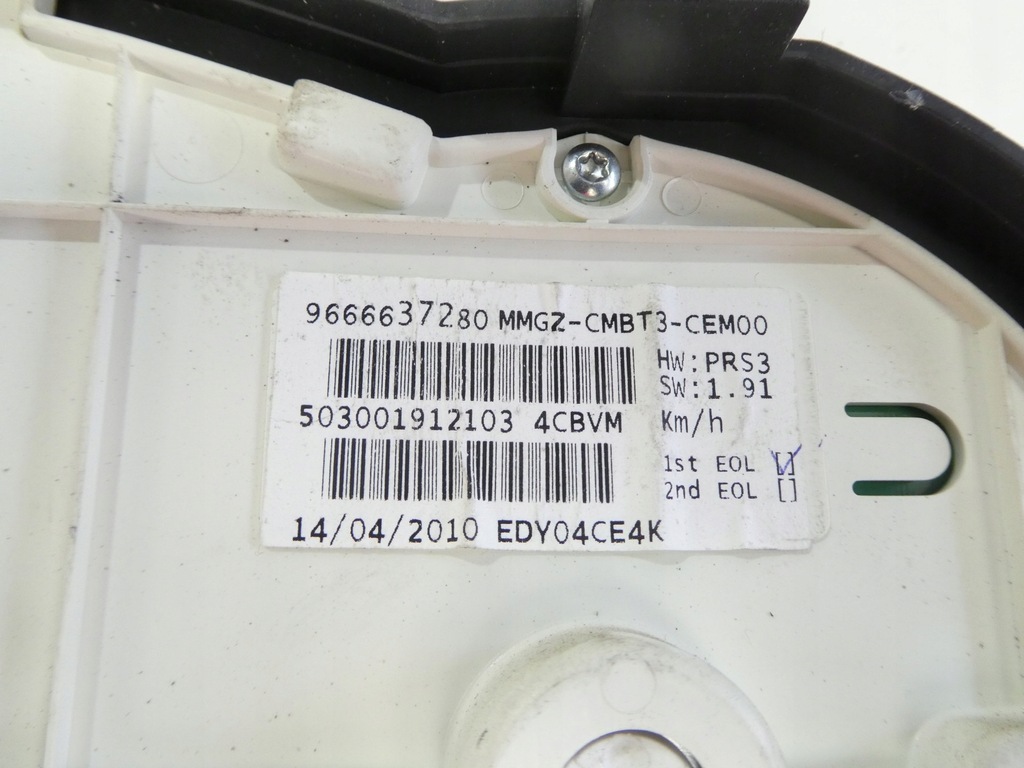 9666637280 MMGZ-CMBT3-CEM00
HW:PRS3
SW:1.91
503001912103 4CBVM Km/h
1st EOL []
2nd EOL []
14/04/2010 EDY04CE4K